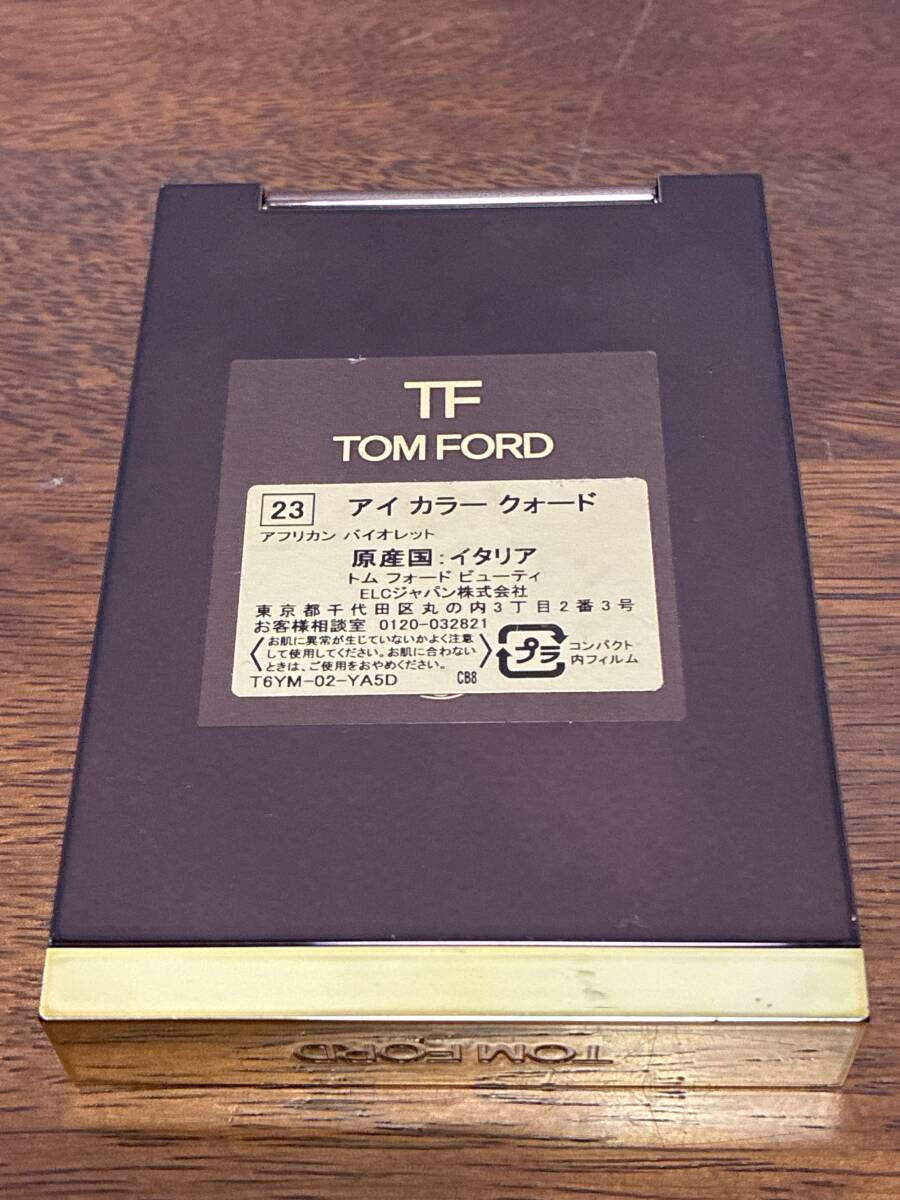 TF
TOM FORD
23 アイ カラー クォード
アフリカン バイオレット
原産国:イタリア
トム フォード ビューティ
ELCジャパン株式会社
東京都千代田区丸の内3丁目2番3号
お客様相談室 0120-032821
〈お肌に異常が生じていないかよく注意
して使用してください。お肌に合わない
ときは、ご使用をおやめください。〉
プラ
コンパクト
内フィルム
T6YM-02-YA5D CB8
TOM FORD